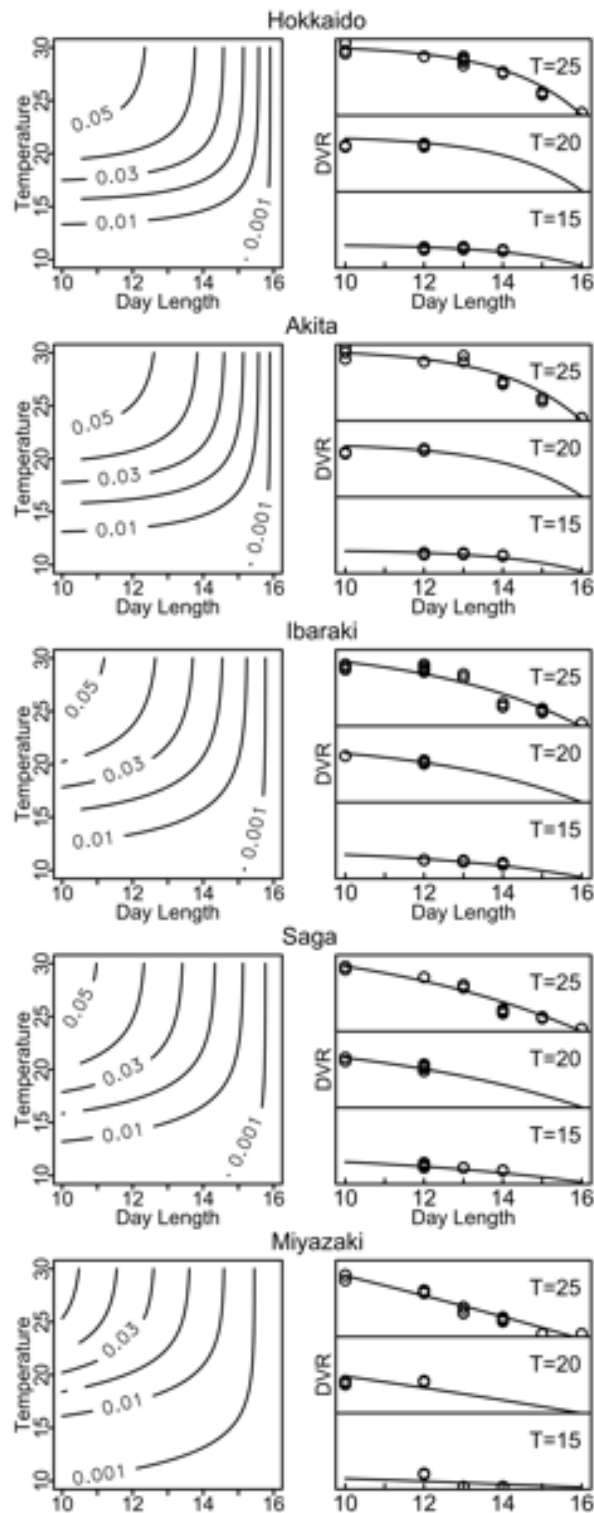 Hokkaido
Temperature
30
25
20
15
10
0.05
0.03
0.01
0.001
10 12 14 16
Day Length
DVR
T=25
T=20
T=15
10 12 14 16
Day Length
Akita
Temperature
30
25
20
15
10
0.05
0.03
0.01
0.001
10 12 14 16
Day Length
DVR
T=25
T=20
T=15
10 12 14 16
Day Length
Ibaraki
Temperature
30
25
20
15
10
0.05
0.03
0.01
0.001
10 12 14 16
Day Length
DVR
T=25
T=20
T=15
10 12 14 16
Day Length
Saga
Temperature
30
25
20
15
10
0.05
0.03
0.01
0.001
10 12 14 16
Day Length
DVR
T=25
T=20
T=15
10 12 14 16
Day Length
Miyazaki
Temperature
30
25
20
15
10
0.03
0.01
0.001
10 12 14 16
Day Length
DVR
T=25
T=20
T=15
10 12 14 16
Day Length